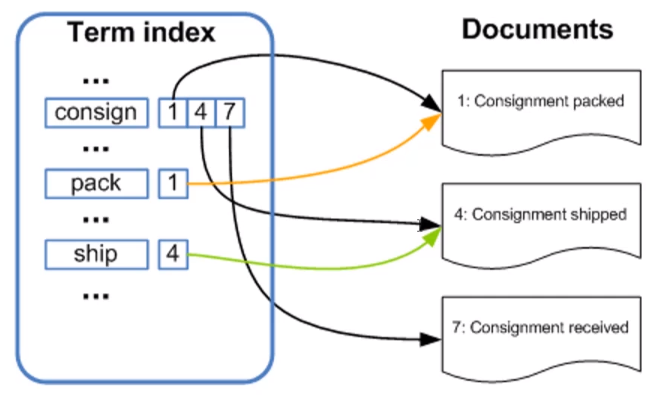 Term index
Documents
...
consign 1 4 7
1: Consignment packed
...
pack 1
...
4: Consignment shipped
ship 4
...
7: Consignment received